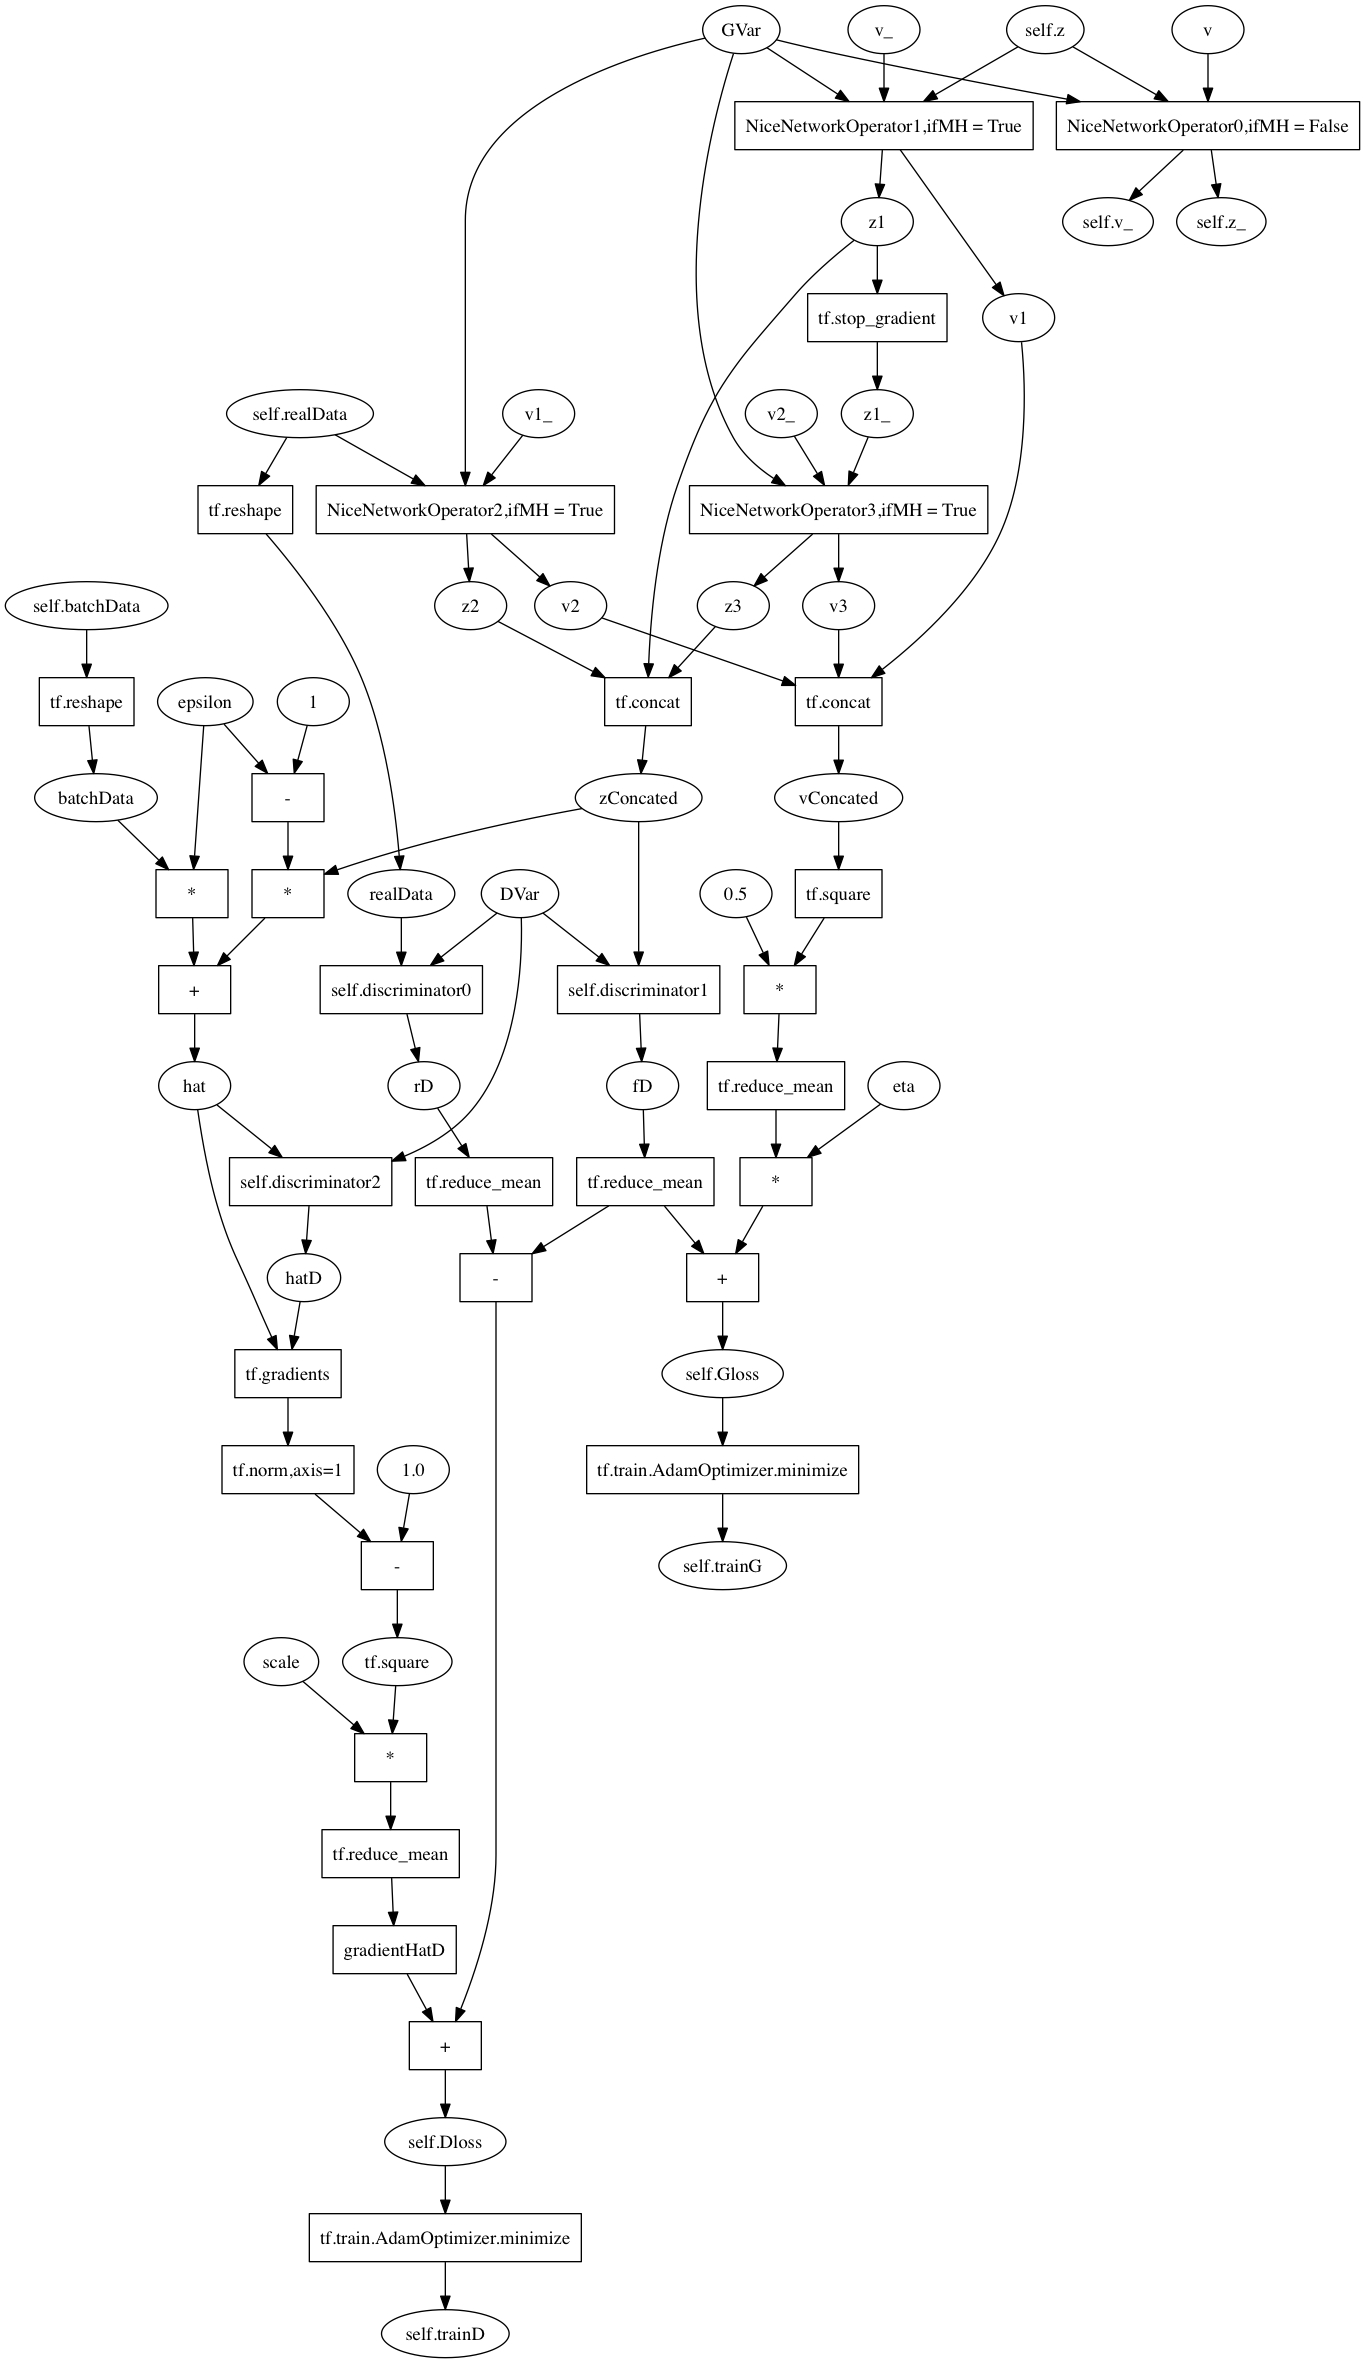 GVar
v_
self.z
v
NiceNetworkOperator1,ifMH = True
NiceNetworkOperator0,ifMH = False
z1
self.v_
self.z_
tf.stop_gradient
v1
self.realData
v1_
v2_
z1_
tf.reshape
NiceNetworkOperator2,ifMH = True
NiceNetworkOperator3,ifMH = True
self.batchData
z2
v2
z3
v3
tf.reshape
epsilon
1
tf.concat
tf.concat
batchData
-
zConcated
vConcated
*
*
realData
DVar
0.5
tf.square
+
self.discriminator0
self.discriminator1
*
hat
rD
fD
tf.reduce_mean
eta
self.discriminator2
tf.reduce_mean
tf.reduce_mean
*
hatD
-
+
tf.gradients
self.Gloss
tf.norm,axis=1
1.0
tf.train.AdamOptimizer.minimize
-
self.trainG
scale
tf.square
*
tf.reduce_mean
gradientHatD
+
self.Dloss
tf.train.AdamOptimizer.minimize
self.trainD